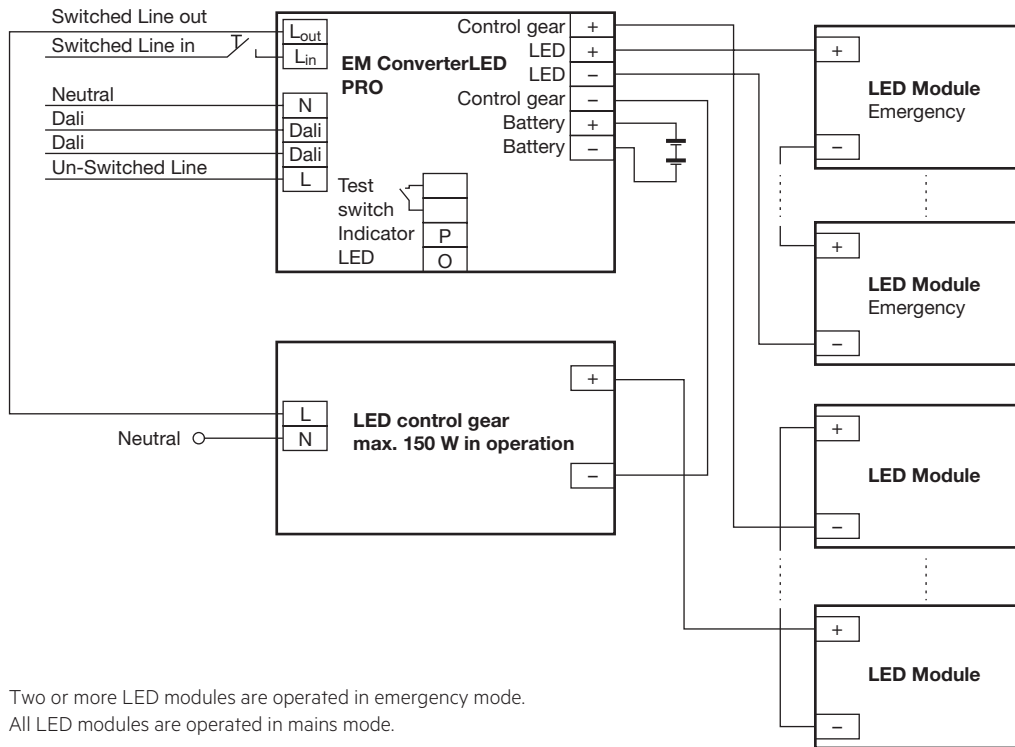 Switched Line out
Switched Line in
Neutral
Dali
Dali
Un-Switched Line
Lout
Lin
N
Dali
Dali
L
EM ConverterLED
PRO
Test
switch
Indicator
LED
P
O
Control gear +
LED +
LED –
Control gear –
Battery +
Battery –
+
LED Module
Emergency
–
+
LED Module
Emergency
–
Neutral
L
N
LED control gear
max. 150 W in operation
+
–
+
LED Module
–
+
LED Module
–
Two or more LED modules are operated in emergency mode.
All LED modules are operated in mains mode.